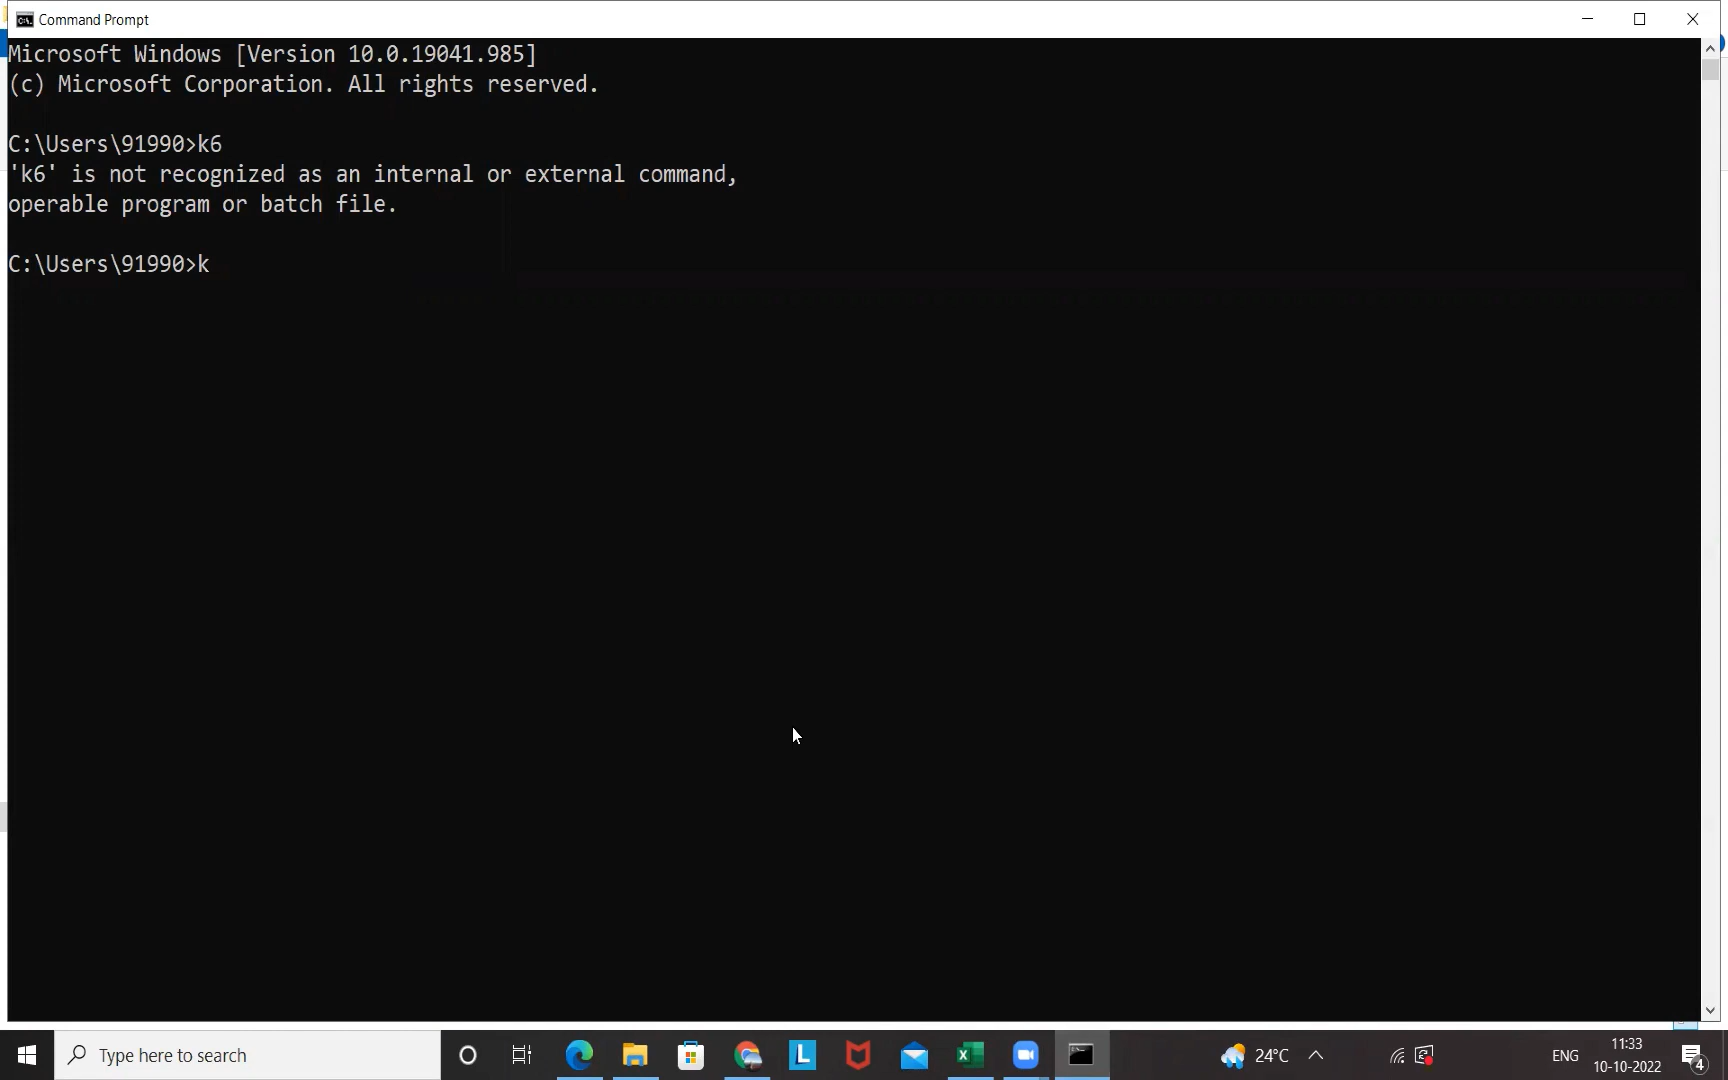 Command Prompt
Microsoft Windows [Version 10.0.19041.985]
(c) Microsoft Corporation. All rights reserved.
C:\Users\91990>k6
'k6' is not recognized as an internal or external command,
operable program or batch file.
C:\Users\91990>k
Type here to search
L
24°C
ENG
11:33
10-10-2022
4